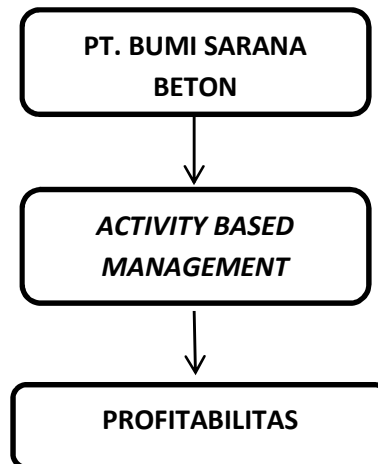 PT. BUMI SARANA
BETON
ACTIVITY BASED
MANAGEMENT
PROFITABILITAS